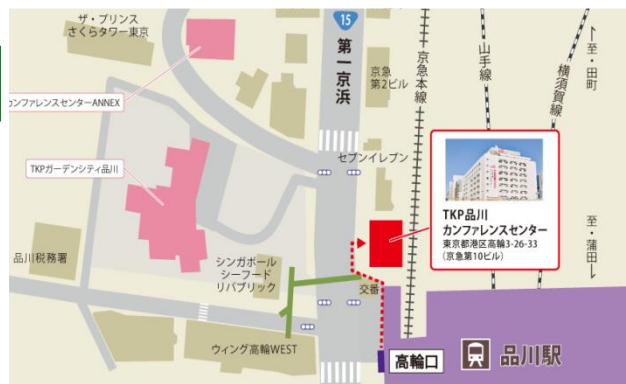 ザ・プリンス
さくらタワー東京
カンファレンスセンターANNEX
TKPガーデンシティ品川
品川税務署
シンガポール
シーフード
リパブリック
ウィング高輪WEST
15
第一京浜
京急
第2ビル
セブンイレブン
交番
京急本線
山手線
横須賀線
至・田町
TKP品川
カンファレンスセンター
東京都港区高輪3-26-33
(京急第10ビル)
至・蒲田
高輪口
品川駅